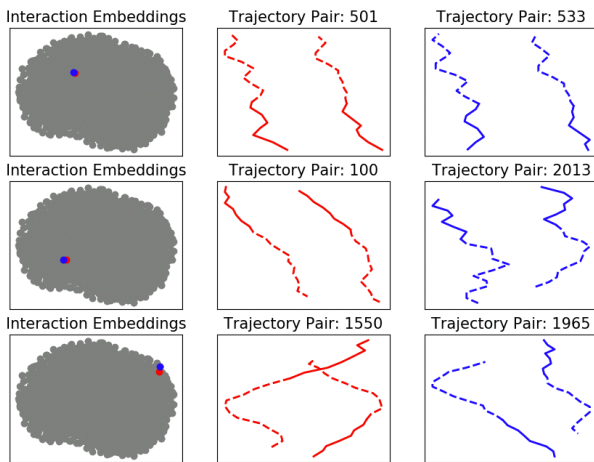 Interaction Embeddings
Trajectory Pair: 501
Trajectory Pair: 533
Interaction Embeddings
Trajectory Pair: 100
Trajectory Pair: 2013
Interaction Embeddings
Trajectory Pair: 1550
Trajectory Pair: 1965